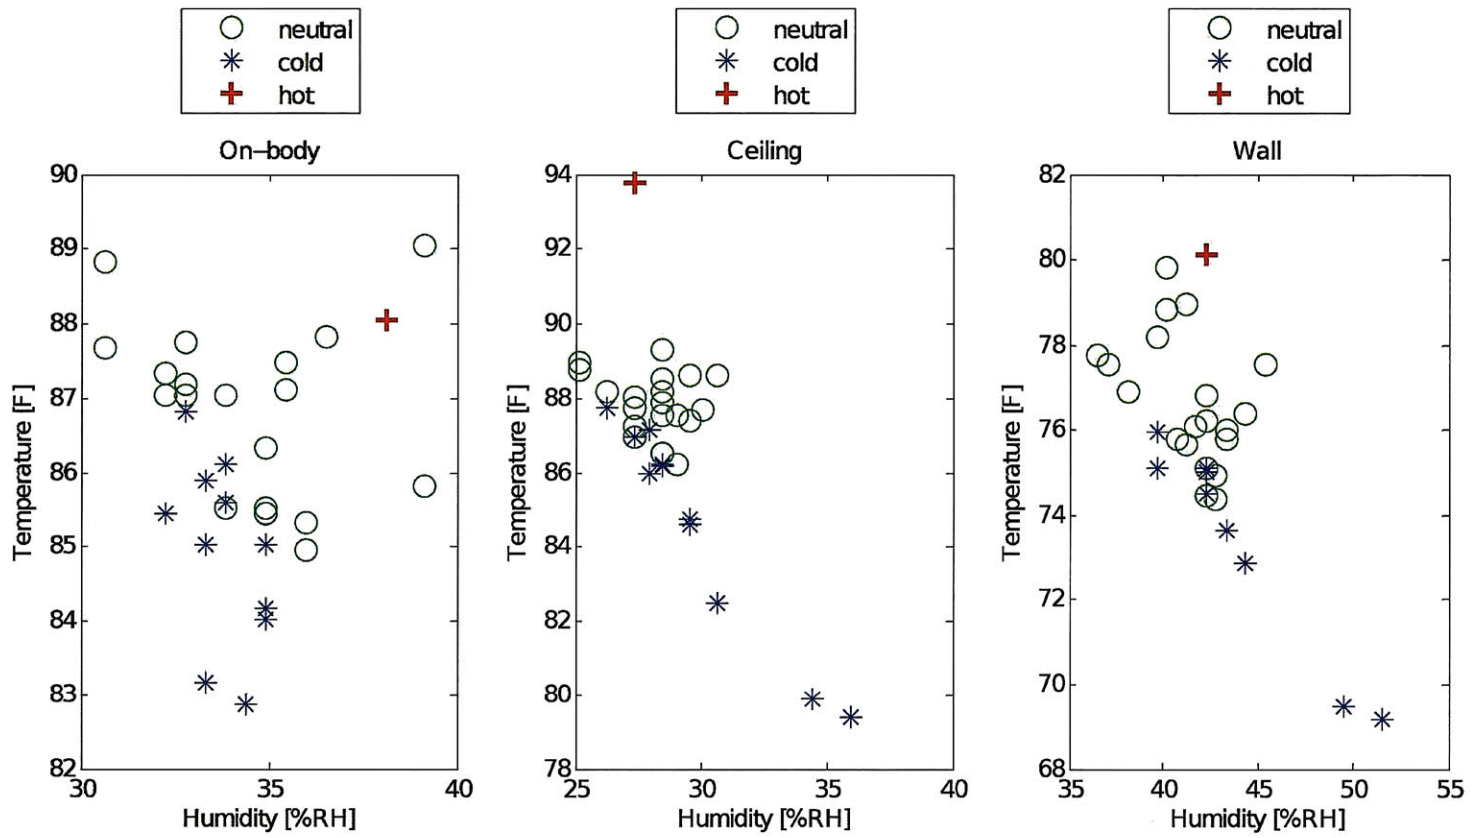 neutral
cold
hot
neutral
cold
hot
neutral
cold
hot
On-body
Ceiling
Wall
90
89
88
87
86
85
84
83
82
30
35
40
Temperature [F]
Humidity [%RH]
94
92
90
88
86
84
82
80
78
25
30
35
40
Temperature [F]
Humidity [%RH]
82
80
78
76
74
72
70
68
35
40
45
50
55
Temperature [F]
Humidity [%RH]